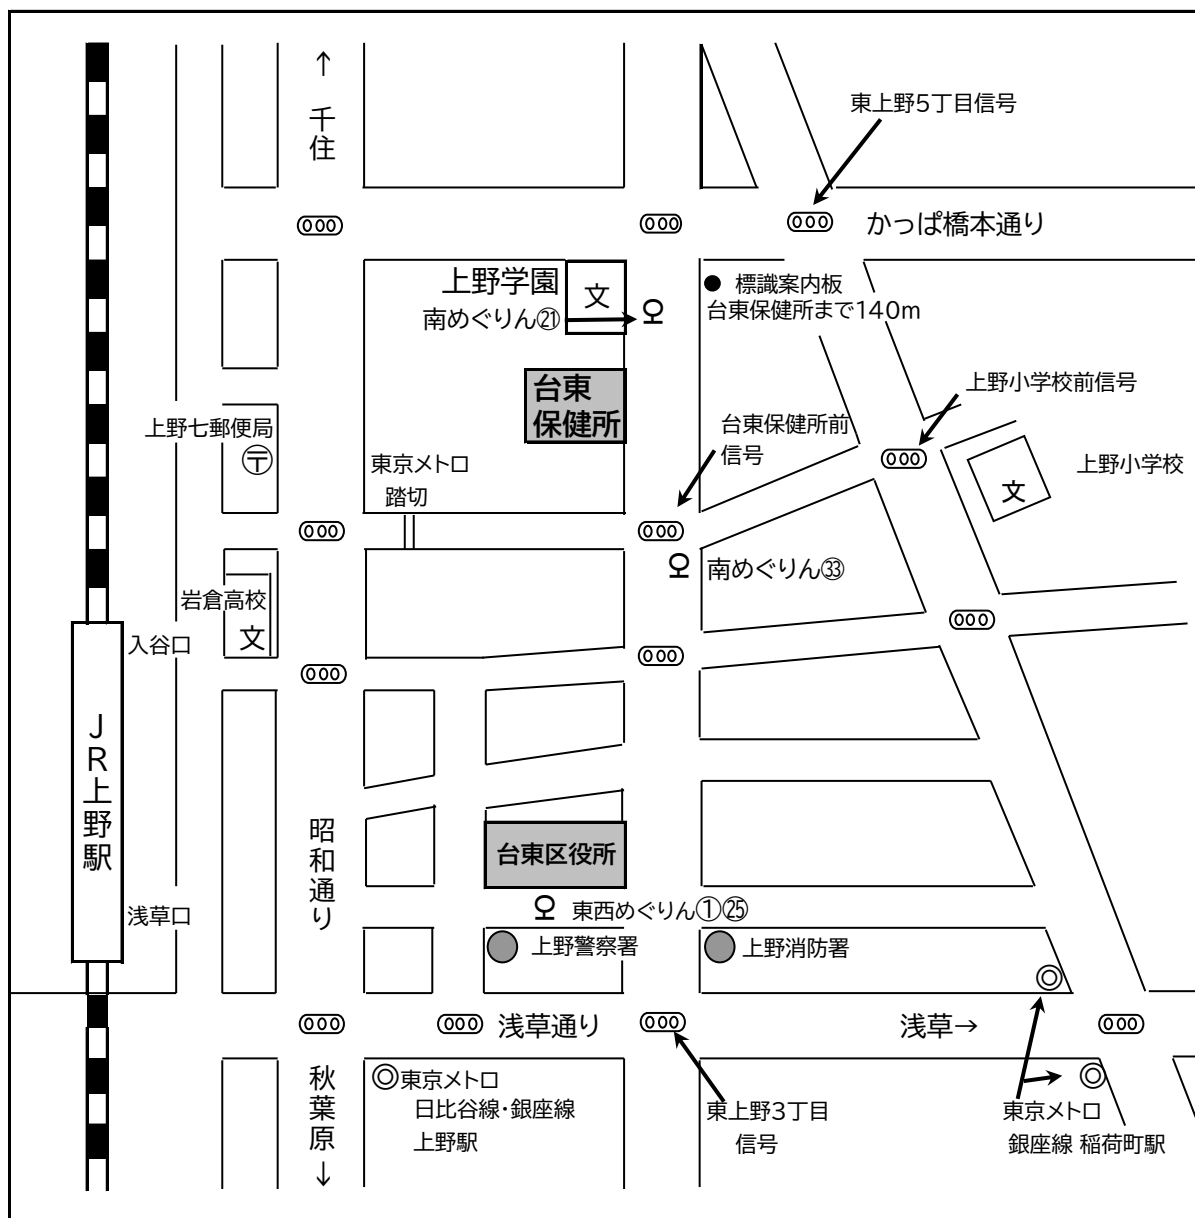 ↑
千住
東上野5丁目信号
かっぱ橋本通り
上野学園
文
南めぐりん㉑
● 標識案内板
台東保健所まで140m
台東
保健所
上野小学校前信号
台東保健所前
信号
上野七郵便局
〒
東京メトロ
踏切
上野小学校
文
南めぐりん㉝
岩倉高校
文
入谷口
JR上野駅
昭和通り
台東区役所
浅草口
東西めぐりん①㉕
上野警察署
上野消防署
浅草通り
浅草→
秋葉原
↓
◎東京メトロ
日比谷線・銀座線
上野駅
東上野3丁目
信号
東京メトロ
銀座線 稲荷町駅